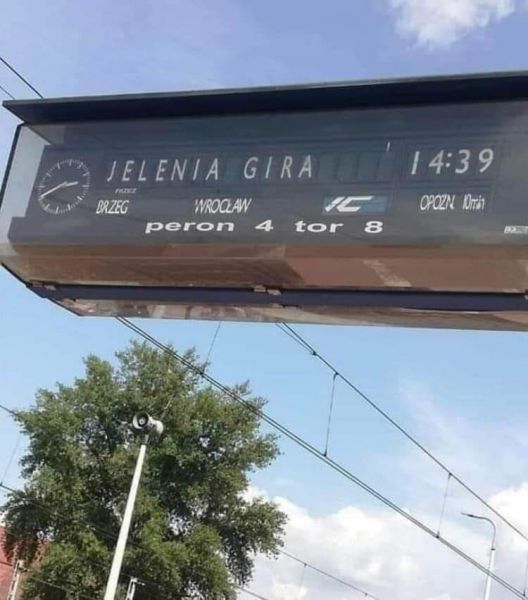 JELENIA GIRA 14:39
PRZEZ
BRZEG WROCŁAW IC OPOZN. 10min
peron 4 tor 8